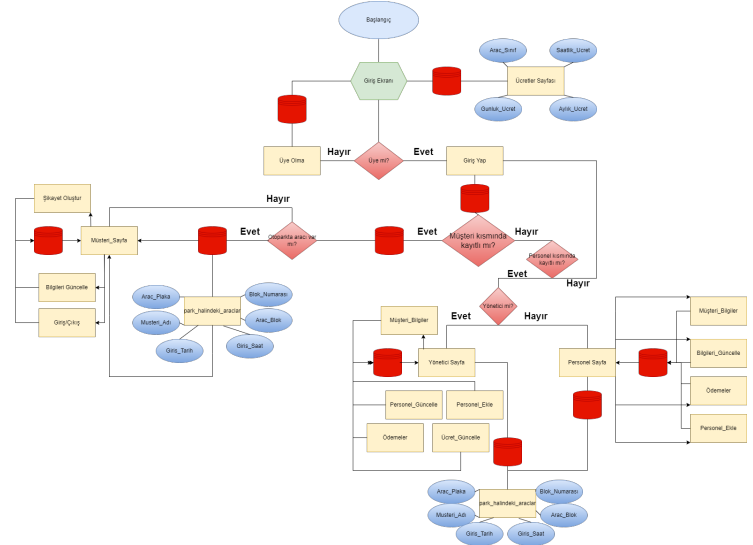 Başlangıç
Giriş Ekranı
Arac_Sınıf
Saatlik_Ucret
Ücretler Sayfası
Gunluk_Ucret
Aylık_Ucret
Üye Olma
Hayır
Üye mi?
Evet
Giriş Yap
Şikayet Oluştur
Hayır
Müsteri_Sayfa
Evet
Otoparkta aracı var
mı?
Evet
Müşteri kısmında
kayıtlı mı?
Hayır
Personel kısmında
kayıtlı mı?
Evet
Hayır
Bilgileri Güncelle
Giriş/Çıkış
Arac_Plaka
Blok_Numarası
park_halindeki_araclar
Musteri_Adı
Arac_Blok
Giris_Tarih
Giris_Saat
Yönetici mi?
Evet
Hayır
Müşteri_Bilgiler
Yönetici Sayfa
Personel Sayfa
Müşteri_Bilgiler
Bilgileri_Güncelle
Ödemeler
Personel_Ekle
Personel_Güncelle
Personel_Ekle
Ödemeler
Ücret_Güncelle
Arac_Plaka
Blok_Numarası
park_halindeki_araclar
Musteri_Adı
Arac_Blok
Giris_Tarih
Giris_Saat